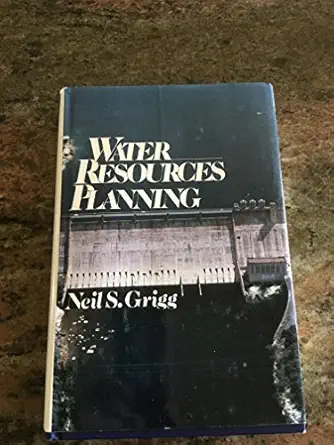 WATER
RESOURCES
PLANNING
Neil S. Grigg